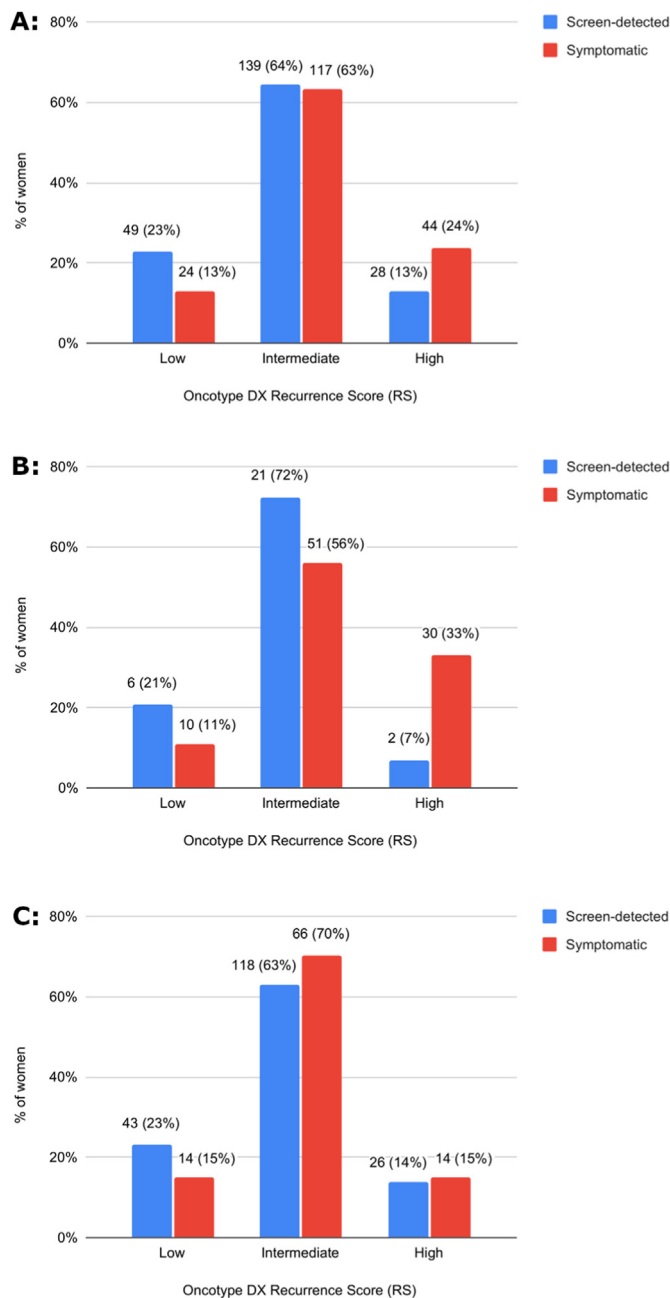 A:
80%
60%
40%
20%
0%
% of women
139 (64%)
117 (63%)
49 (23%)
24 (13%)
28 (13%)
44 (24%)
Low
Intermediate
High
Oncotype DX Recurrence Score (RS)
Screen-detected
Symptomatic
B:
80%
60%
40%
20%
0%
% of women
21 (72%)
51 (56%)
6 (21%)
10 (11%)
2 (7%)
30 (33%)
Low
Intermediate
High
Oncotype DX Recurrence Score (RS)
Screen-detected
Symptomatic
C:
80%
60%
40%
20%
0%
% of women
118 (63%)
66 (70%)
43 (23%)
14 (15%)
26 (14%)
14 (15%)
Low
Intermediate
High
Oncotype DX Recurrence Score (RS)
Screen-detected
Symptomatic